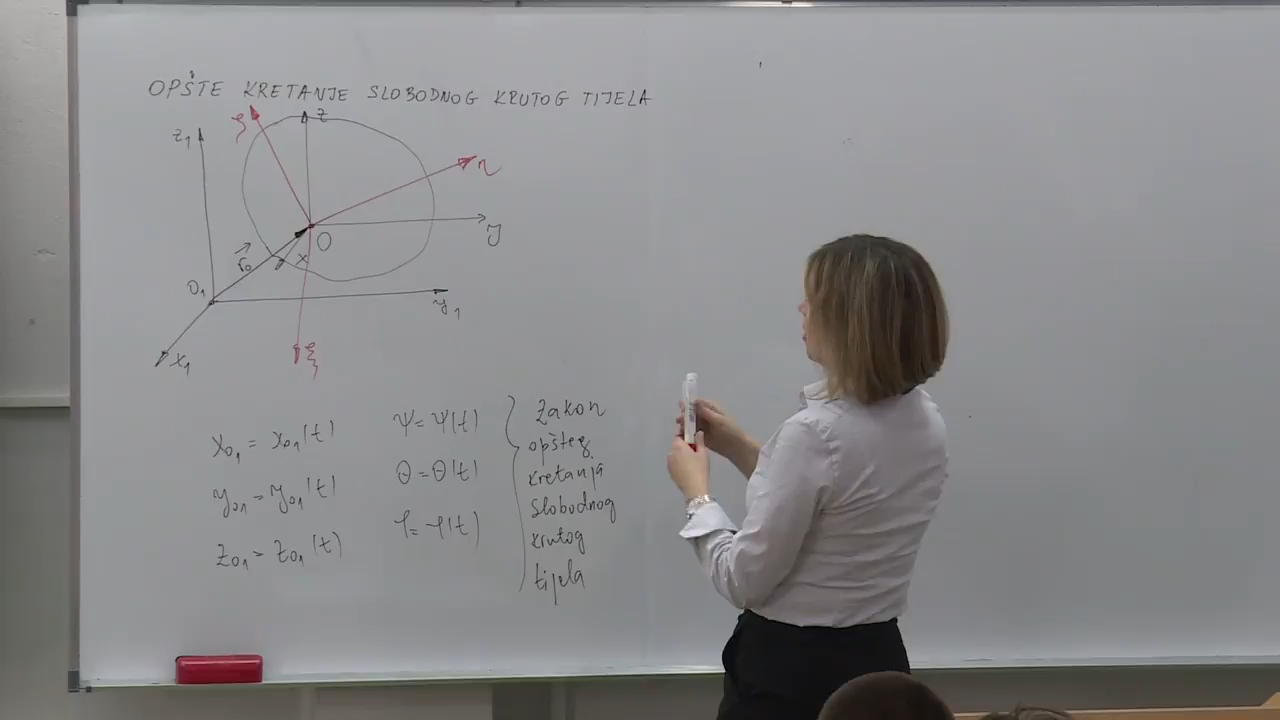 OPŠTE KRETANJE SLOBODNOG KRUTOG TIJELA
ζ z
z₁
η
O y
r₀ x
O₁
y₁
x₁ ξ
x₀₁ = x₀₁(t) ψ = ψ(t) Zakon
opšteg
y₀₁ = y₀₁(t) θ = θ(t) kretanja
slobodnog
z₀₁ = z₀₁(t) φ = φ(t) krutog
tijela